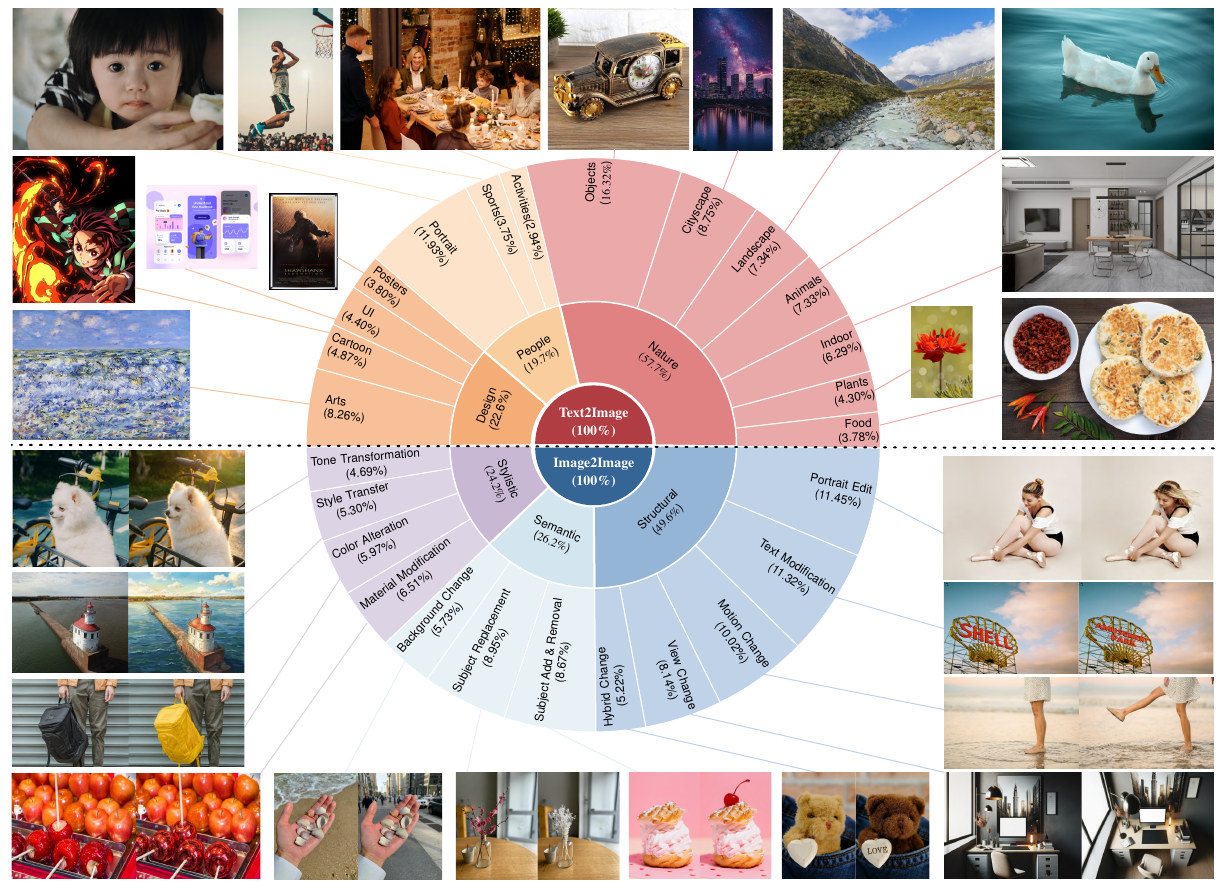 Objects
(16.32%)
Cityscape
(8.75%)
Landscape
(7.34%)
Animals
(7.33%)
Indoor
(6.29%)
Plants
(4.30%)
Food
(3.78%)
Activities(2.94%)
Sports(3.75%)
Portrait
(11.93%)
Posters
(3.80%)
UI
(4.40%)
Cartoon
(4.87%)
Arts
(8.26%)
People
(19.7%)
Nature
(57.7%)
Design
(22.6%)
Text2Image
(100%)
Image2Image
(100%)
Stylistic
(24.2%)
Semantic
(26.2%)
Structural
(49.6%)
Tone Transformation
(4.69%)
Style Transfer
(5.30%)
Color Alteration
(5.97%)
Material Modification
(6.51%)
Background Change
(5.73%)
Subject Replacement
(8.95%)
Subject Add & Removal
(8.67%)
Hybrid Change
(5.22%)
View Change
(8.14%)
Motion Change
(10.02%)
Text Modification
(11.32%)
Portrait Edit
(11.45%)
SHELL
LOVE